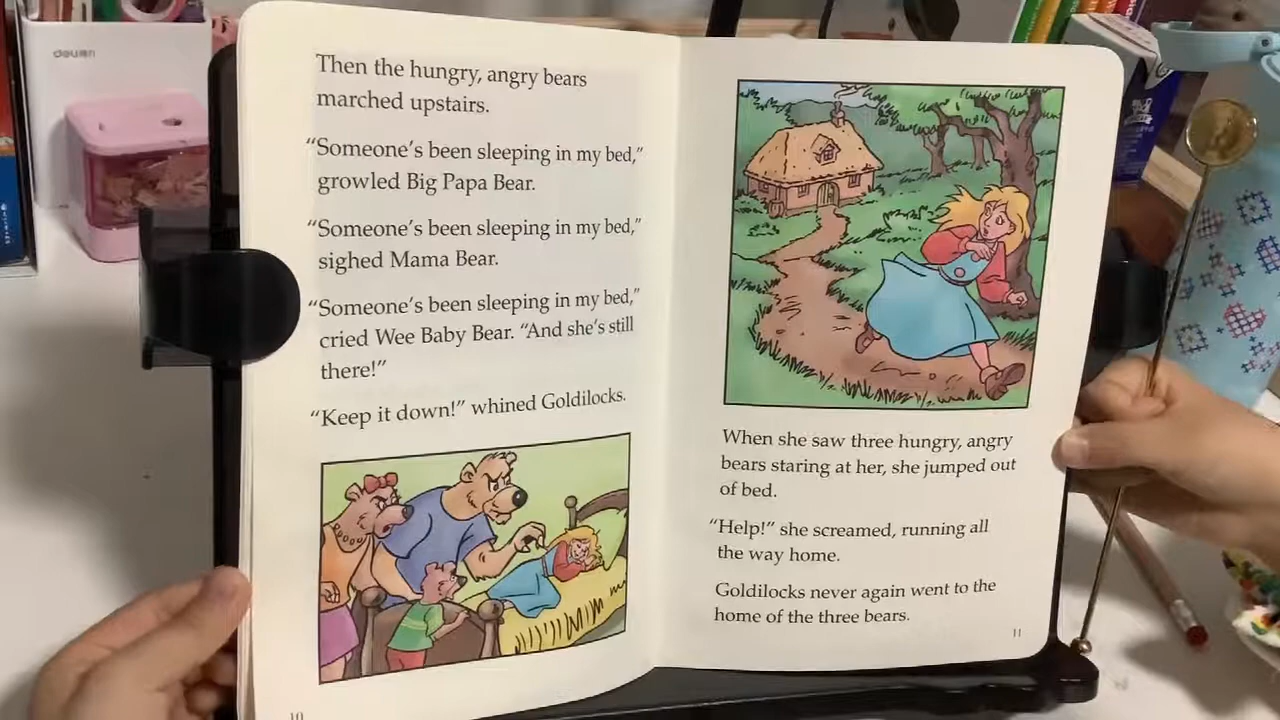 deli
Then the hungry, angry bears
marched upstairs.
“Someone’s been sleeping in my bed,”
growled Big Papa Bear.
“Someone’s been sleeping in my bed,”
sighed Mama Bear.
“Someone’s been sleeping in my bed,”
cried Wee Baby Bear. “And she’s still
there!”
“Keep it down!” whined Goldilocks.
10
When she saw three hungry, angry
bears staring at her, she jumped out
of bed.
“Help!” she screamed, running all
the way home.
Goldilocks never again went to the
home of the three bears.
11